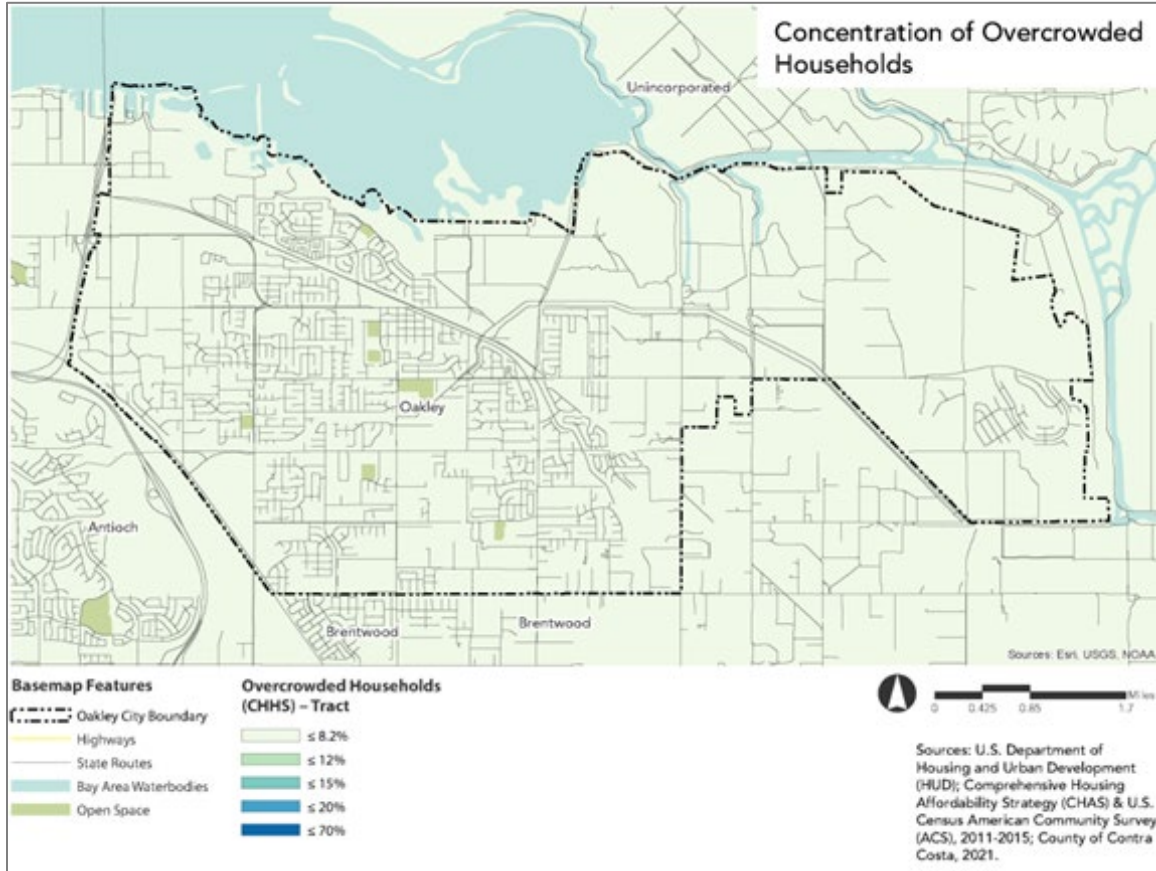 Concentration of Overcrowded
Households
Unincorporated
Oakley
Antioch
Brentwood
Brentwood
Sources: Esri, USGS, NOAA
Basemap Features
Oakley City Boundary
Highways
State Routes
Bay Area Waterbodies
Open Space
Overcrowded Households
(CHHS) – Tract
≤ 8.2%
≤ 12%
≤ 15%
≤ 20%
≤ 70%
Miles
0 0.425 0.85 1.7
Sources: U.S. Department of
Housing and Urban Development
(HUD); Comprehensive Housing
Affordability Strategy (CHAS) & U.S.
Census American Community Survey
(ACS), 2011-2015; County of Contra
Costa, 2021.